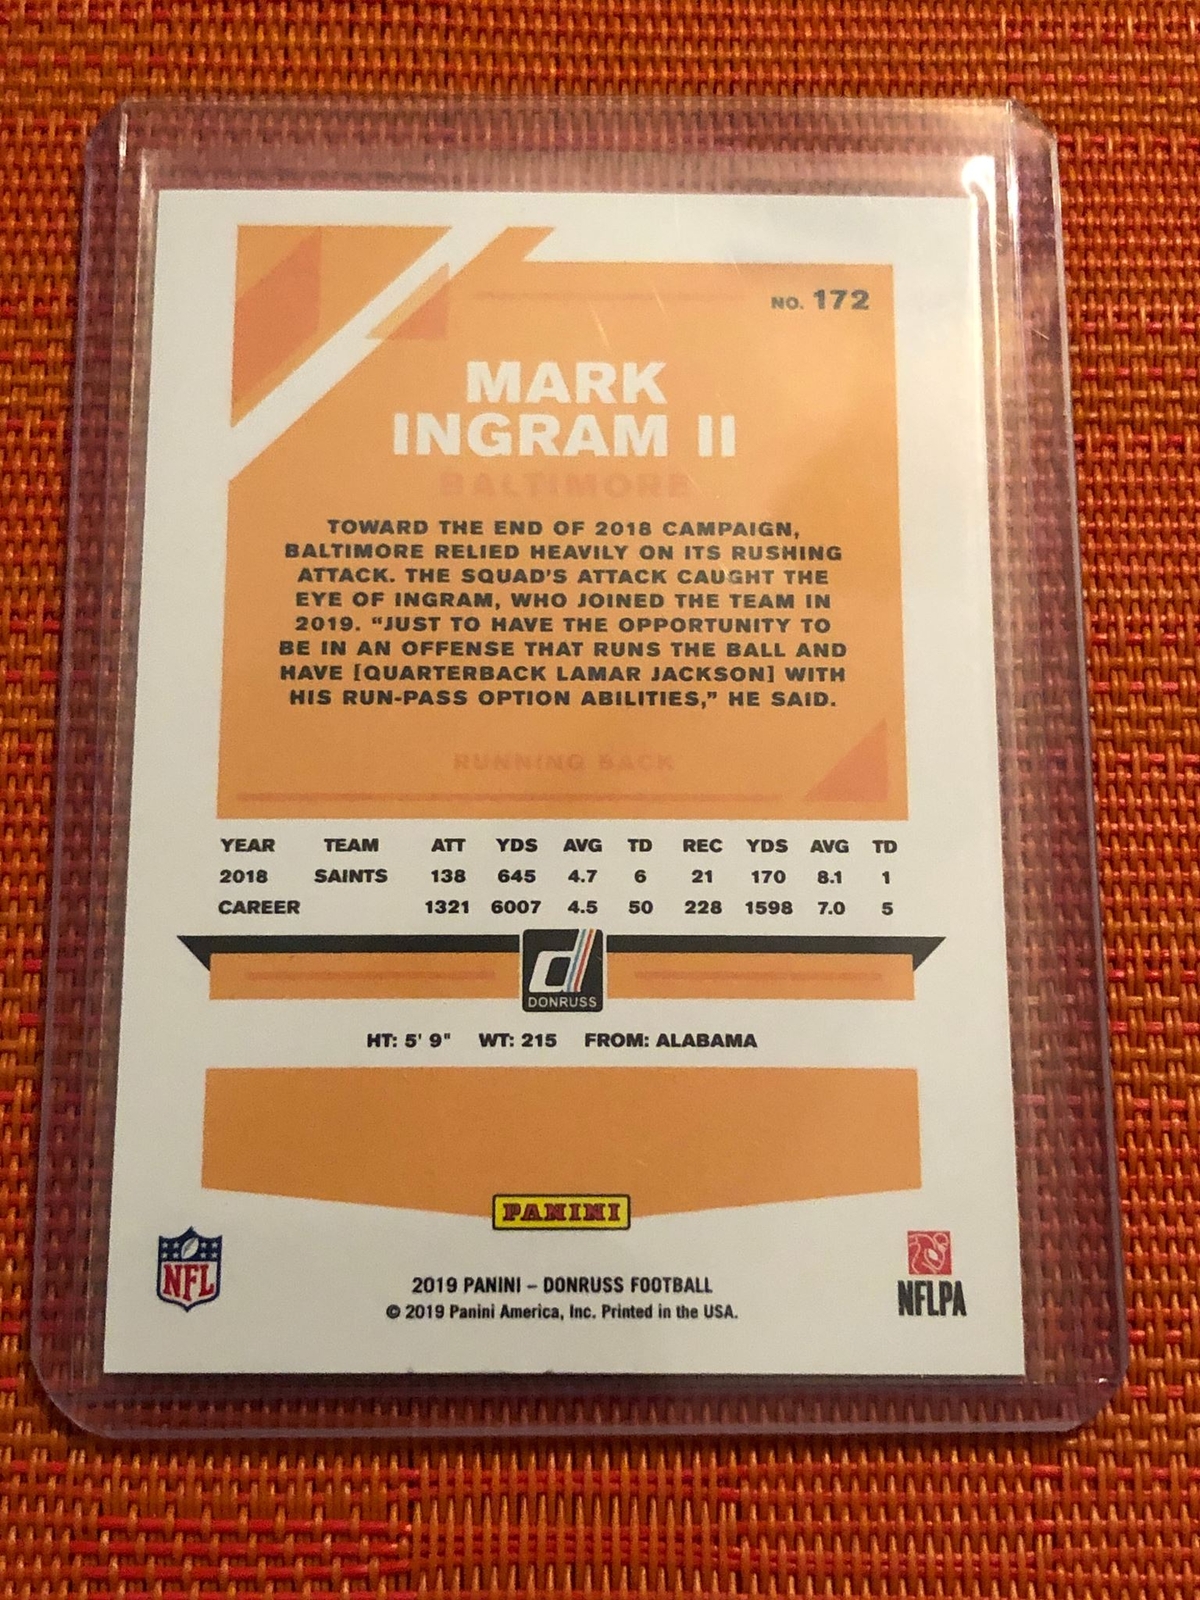 NO. 172
MARK
INGRAM II
BALTIMORE
TOWARD THE END OF 2018 CAMPAIGN,
BALTIMORE RELIED HEAVILY ON ITS RUSHING
ATTACK. THE SQUAD'S ATTACK CAUGHT THE
EYE OF INGRAM, WHO JOINED THE TEAM IN
2019. "JUST TO HAVE THE OPPORTUNITY TO
BE IN AN OFFENSE THAT RUNS THE BALL AND
HAVE [QUARTERBACK LAMAR JACKSON] WITH
HIS RUN-PASS OPTION ABILITIES," HE SAID.
RUNNING BACK
YEAR TEAM ATT YDS AVG TD REC YDS AVG TD
2018 SAINTS 138 645 4.7 6 21 170 8.1 1
CAREER 1321 6007 4.5 50 228 1598 7.0 5
d
DONRUSS
HT: 5' 9" WT: 215 FROM: ALABAMA
PANINI
NFL
NFLPA
2019 PANINI – DONRUSS FOOTBALL
© 2019 Panini America, Inc. Printed in the USA.